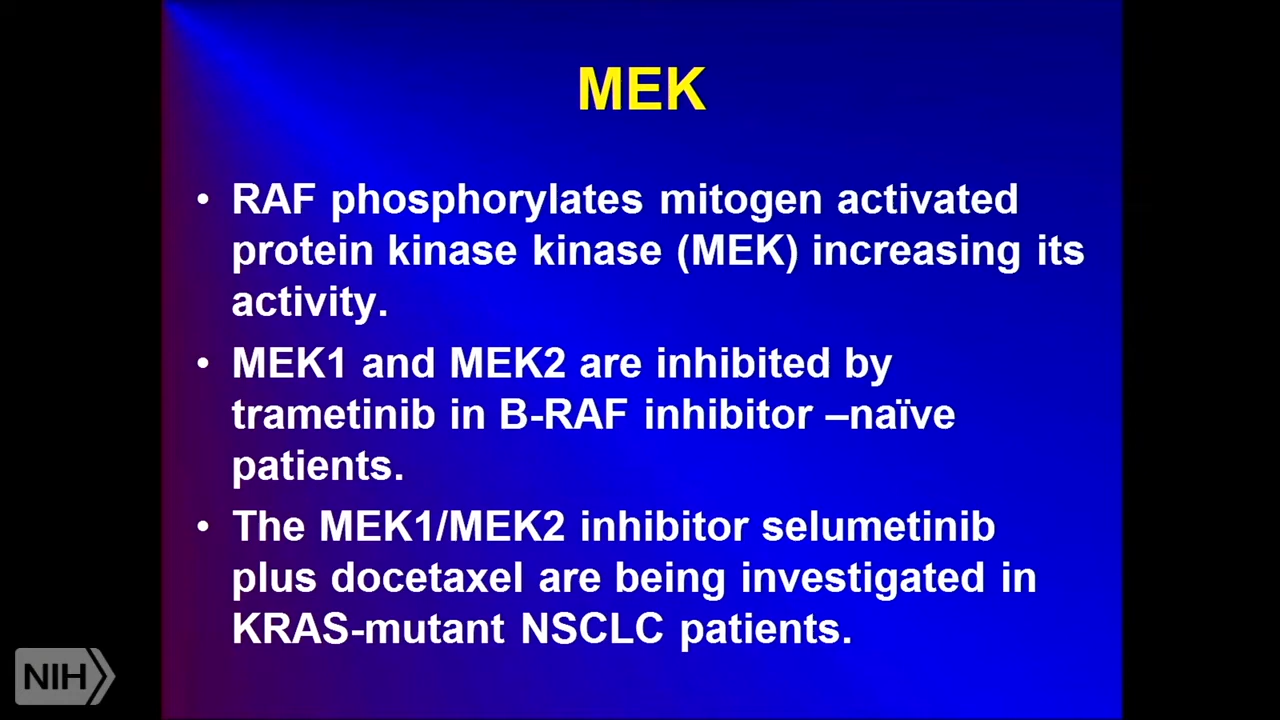 MEK
• RAF phosphorylates mitogen activated
protein kinase kinase (MEK) increasing its
activity.
• MEK1 and MEK2 are inhibited by
trametinib in B-RAF inhibitor –naïve
patients.
• The MEK1/MEK2 inhibitor selumetinib
plus docetaxel are being investigated in
KRAS-mutant NSCLC patients.
NIH